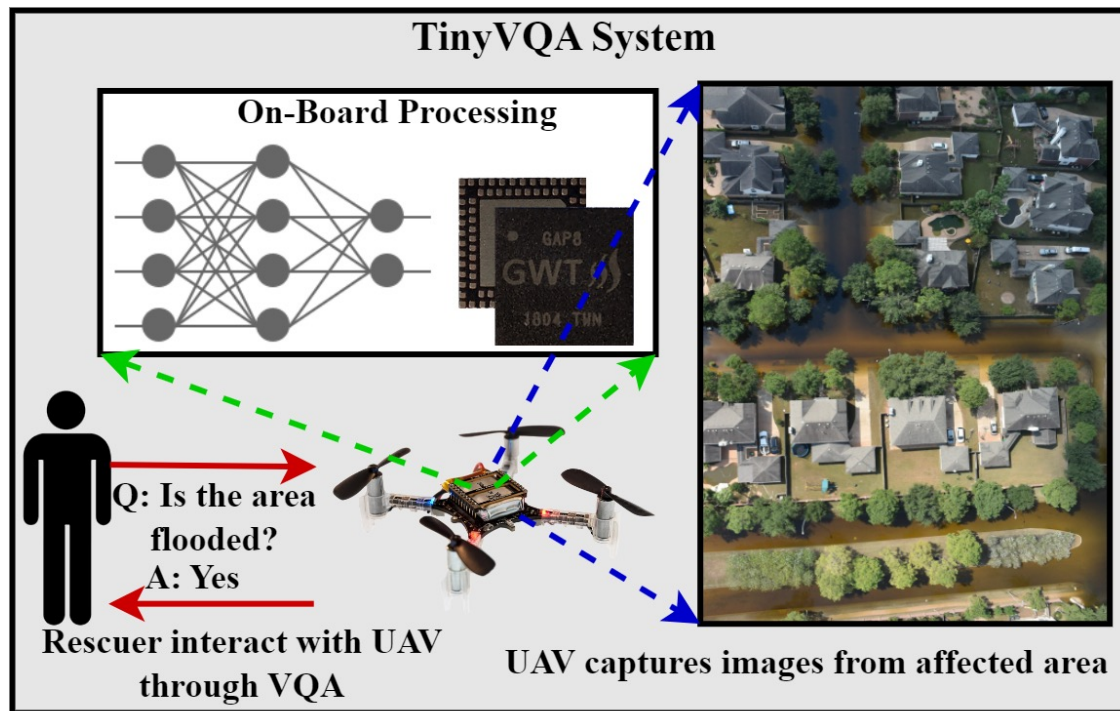 TinyVQA System
On-Board Processing
GAP8
GWT
1804 TWN
Q: Is the area
flooded?
A: Yes
Rescuer interact with UAV
through VQA
UAV captures images from affected area